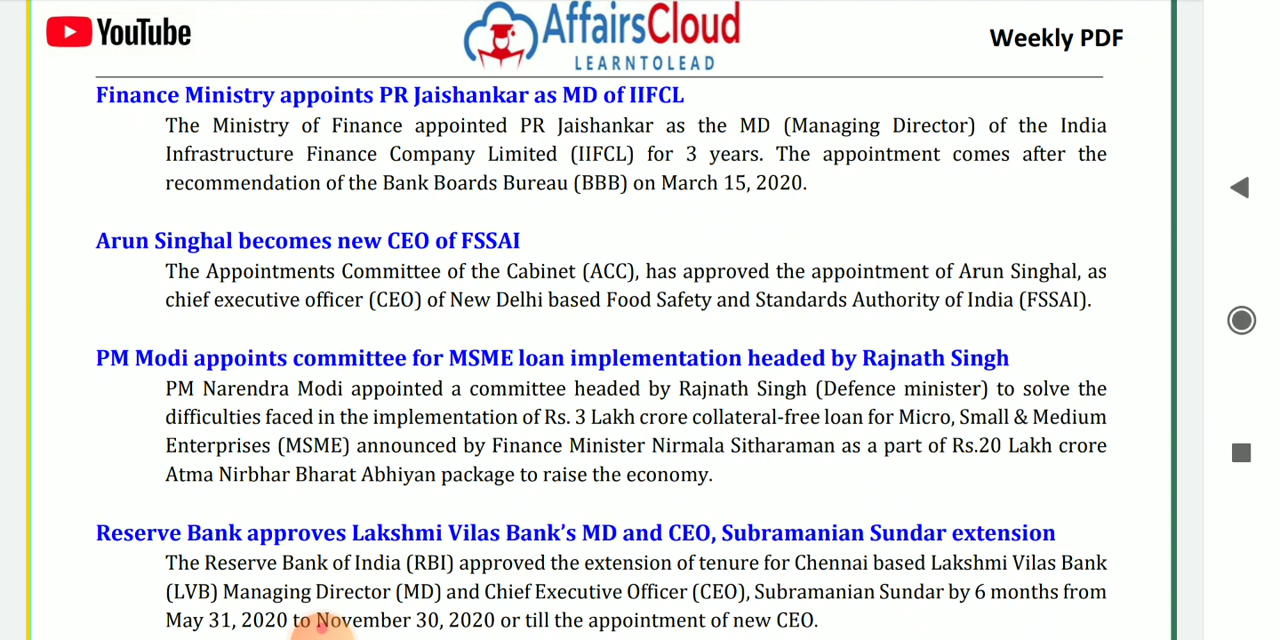 YouTube
AffairsCloud
LEARNTOLEAD
Weekly PDF
Finance Ministry appoints PR Jaishankar as MD of IIFCL
The Ministry of Finance appointed PR Jaishankar as the MD (Managing Director) of the India
Infrastructure Finance Company Limited (IIFCL) for 3 years. The appointment comes after the
recommendation of the Bank Boards Bureau (BBB) on March 15, 2020.
Arun Singhal becomes new CEO of FSSAI
The Appointments Committee of the Cabinet (ACC), has approved the appointment of Arun Singhal, as
chief executive officer (CEO) of New Delhi based Food Safety and Standards Authority of India (FSSAI).
PM Modi appoints committee for MSME loan implementation headed by Rajnath Singh
PM Narendra Modi appointed a committee headed by Rajnath Singh (Defence minister) to solve the
difficulties faced in the implementation of Rs. 3 Lakh crore collateral-free loan for Micro, Small & Medium
Enterprises (MSME) announced by Finance Minister Nirmala Sitharaman as a part of Rs.20 Lakh crore
Atma Nirbhar Bharat Abhiyan package to raise the economy.
Reserve Bank approves Lakshmi Vilas Bank's MD and CEO, Subramanian Sundar extension
The Reserve Bank of India (RBI) approved the extension of tenure for Chennai based Lakshmi Vilas Bank
(LVB) Managing Director (MD) and Chief Executive Officer (CEO), Subramanian Sundar by 6 months from
May 31, 2020 to November 30, 2020 or till the appointment of new CEO.